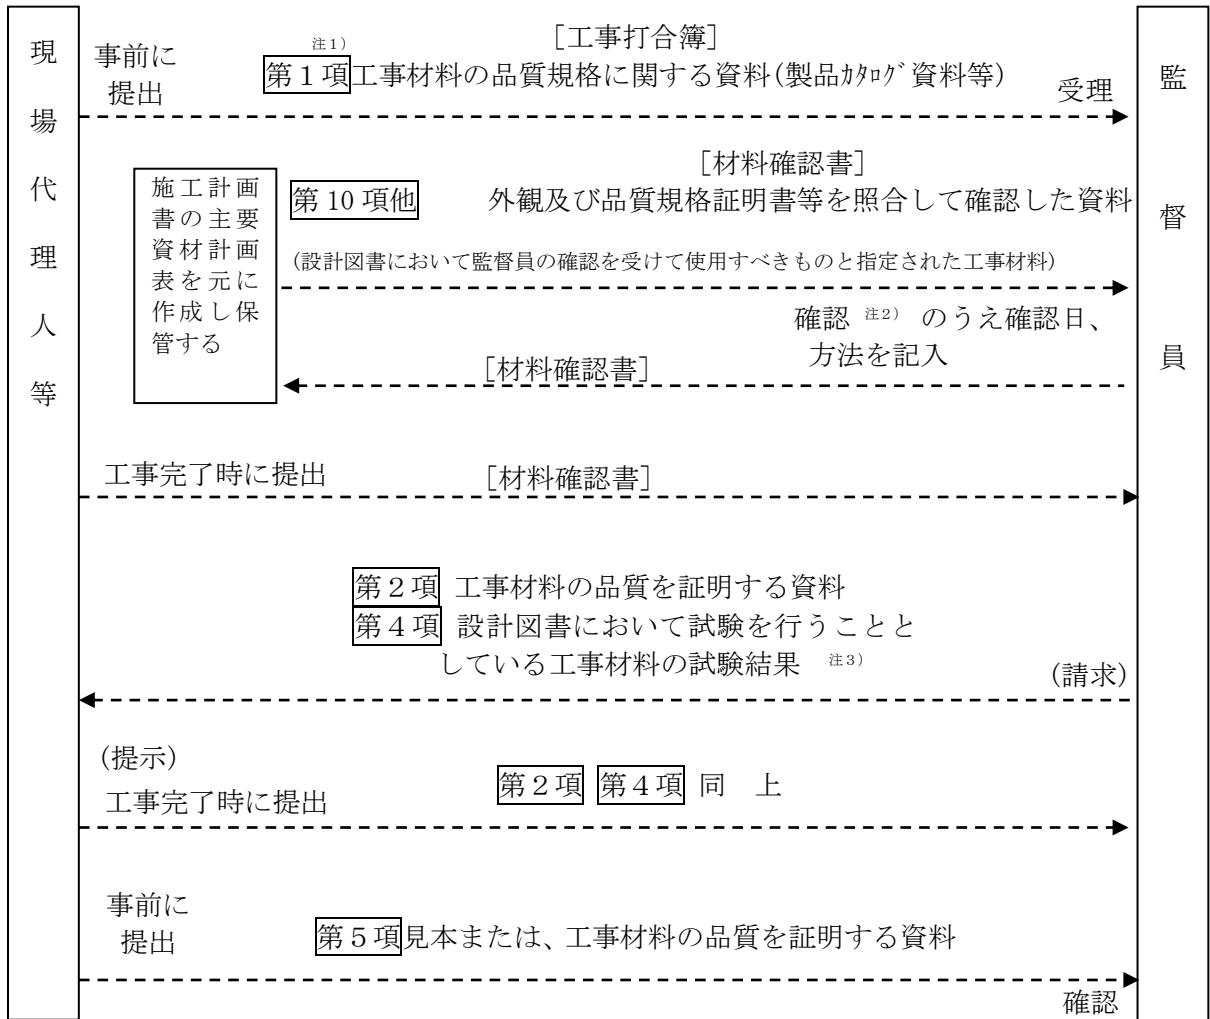 現場代理人等
監督員
注１）
［工事打合簿］
事前に
提出
第１項工事材料の品質規格に関する資料（製品ｶﾀﾛｸﾞ資料等）
受理
［材料確認書］
施工計画
書の主要
資材計画
表を元に
作成し保
管する
第 10 項他
外観及び品質規格証明書等を照合して確認した資料
（設計図書において監督員の確認を受けて使用すべきものと指定された工事材料）
確認 注２） のうえ確認日、
方法を記入
［材料確認書］
工事完了時に提出
［材料確認書］
第２項 工事材料の品質を証明する資料
第４項 設計図書において試験を行うことと
している工事材料の試験結果 注３）
（請求）
（提示）
工事完了時に提出
第２項 第４項 同　上
事前に
提出
第５項見本または、工事材料の品質を証明する資料
確認